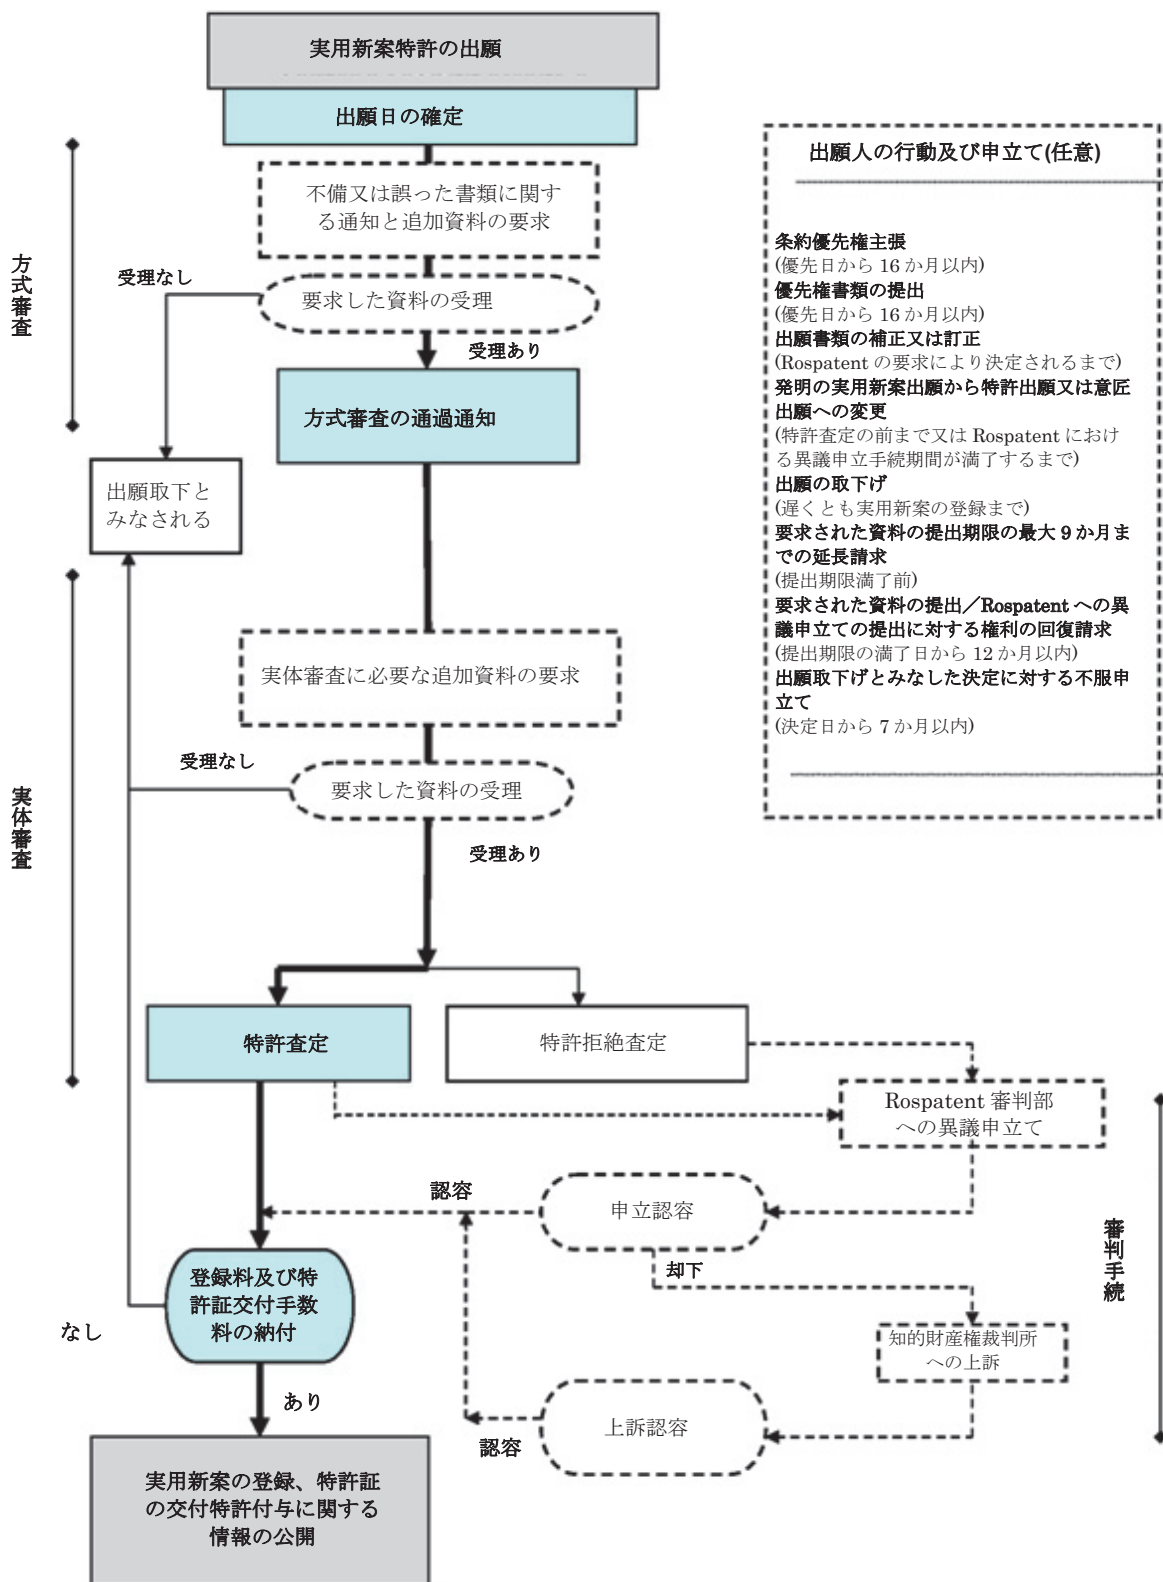 実用新案特許の出願
出願日の確定
不備又は誤った書類に関す
る通知と追加資料の要求
方式審査
受理なし
要求した資料の受理
受理あり
方式審査の通過通知
出願取下と
みなされる
実体審査に必要な追加資料の要求
実体審査
受理なし
要求した資料の受理
受理あり
特許査定
特許拒絶査定
Rospatent 審判部
への異議申立て
認容
申立認容
却下
審判手続
登録料及び特
許証交付手数
料の納付
なし
知的財産権裁判所
への上訴
あり
上訴認容
認容
実用新案の登録、特許証
の交付特許付与に関する
情報の公開
出願人の行動及び申立て(任意)
条約優先権主張
(優先日から 16 か月以内)
優先権書類の提出
(優先日から 16 か月以内)
出願書類の補正又は訂正
(Rospatent の要求により決定されるまで)
発明の実用新案出願から特許出願又は意匠
出願への変更
(特許査定の前まで又は Rospatent におけ
る異議申立手続期間が満了するまで)
出願の取下げ
(遅くとも実用新案の登録まで)
要求された資料の提出期限の最大 9 か月ま
での延長請求
(提出期限満了前)
要求された資料の提出／Rospatent への異
議申立ての提出に対する権利の回復請求
(提出期限の満了日から 12 か月以内)
出願取下げとみなした決定に対する不服申
立て
(決定日から 7 か月以内)